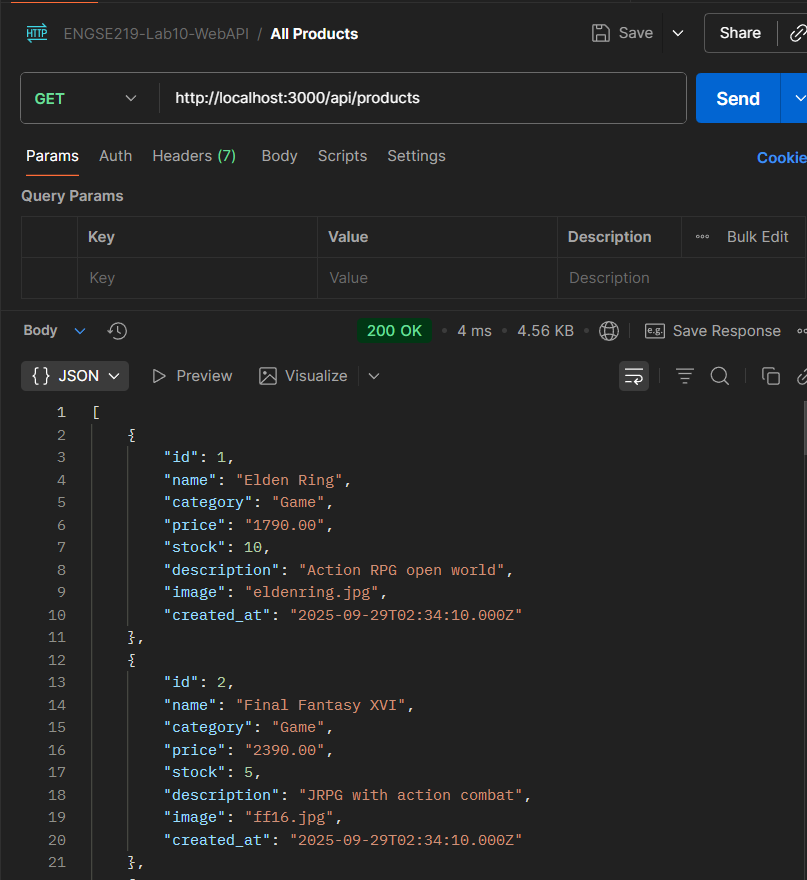 HTTP ENGSE219-Lab10-WebAPI / All Products Save Share
GET http://localhost:3000/api/products Send
Params Auth Headers (7) Body Scripts Settings Cookie
Query Params
Key Value Description Bulk Edit
Key Value Description
Body 200 OK • 4 ms • 4.56 KB • e.g. Save Response
{} JSON Preview Visualize
1 [
2 {
3 "id": 1,
4 "name": "Elden Ring",
5 "category": "Game",
6 "price": "1790.00",
7 "stock": 10,
8 "description": "Action RPG open world",
9 "image": "eldenring.jpg",
10 "created_at": "2025-09-29T02:34:10.000Z"
11 },
12 {
13 "id": 2,
14 "name": "Final Fantasy XVI",
15 "category": "Game",
16 "price": "2390.00",
17 "stock": 5,
18 "description": "JRPG with action combat",
19 "image": "ff16.jpg",
20 "created_at": "2025-09-29T02:34:10.000Z"
21 },